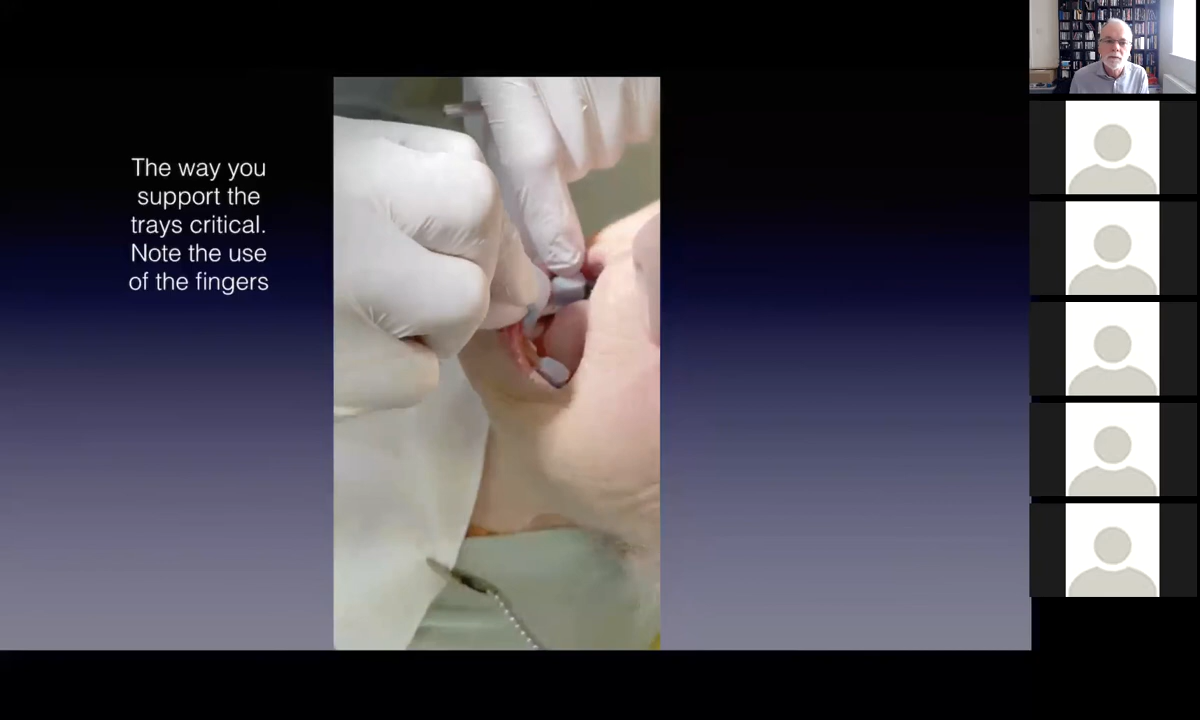 The way you
support the
trays critical.
Note the use
of the fingers